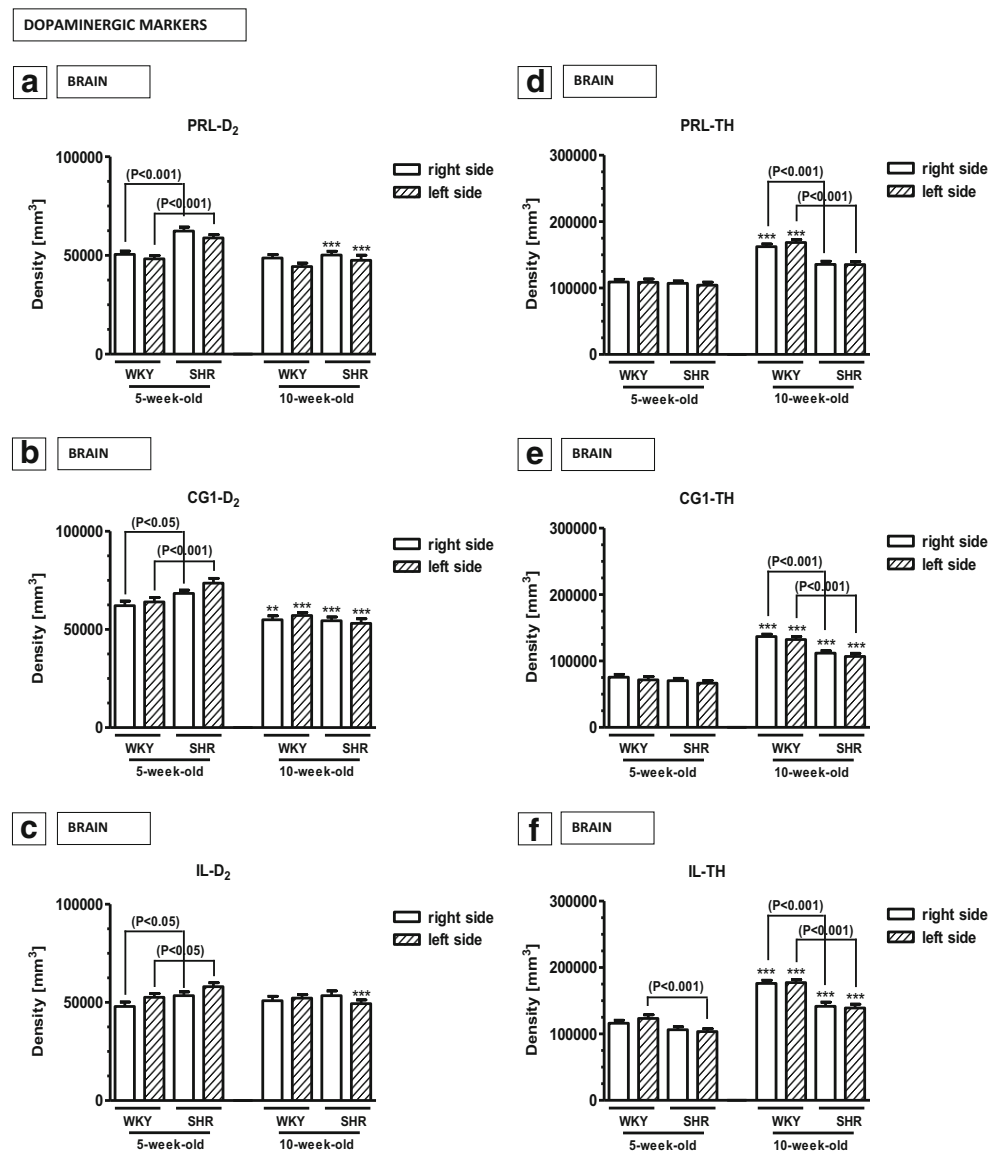 DOPAMINERGIC MARKERS
a BRAIN
PRL-D2
Density [mm3]
100000
50000
0
(P<0.001)
(P<0.001)
*** ***
right side
left side
WKY SHR WKY SHR
5-week-old 10-week-old
b BRAIN
CG1-D2
Density [mm3]
100000
50000
0
(P<0.05)
(P<0.001)
** *** *** ***
right side
left side
WKY SHR WKY SHR
5-week-old 10-week-old
c BRAIN
IL-D2
Density [mm3]
100000
50000
0
(P<0.05)
(P<0.05)
***
right side
left side
WKY SHR WKY SHR
5-week-old 10-week-old
d BRAIN
PRL-TH
Density [mm3]
300000
200000
100000
0
(P<0.001)
(P<0.001)
*** ***
right side
left side
WKY SHR WKY SHR
5-week-old 10-week-old
e BRAIN
CG1-TH
Density [mm3]
300000
200000
100000
0
(P<0.001)
(P<0.001)
*** *** *** ***
right side
left side
WKY SHR WKY SHR
5-week-old 10-week-old
f BRAIN
IL-TH
Density [mm3]
300000
200000
100000
0
(P<0.001)
(P<0.001)
(P<0.001)
*** *** *** ***
right side
left side
WKY SHR WKY SHR
5-week-old 10-week-old